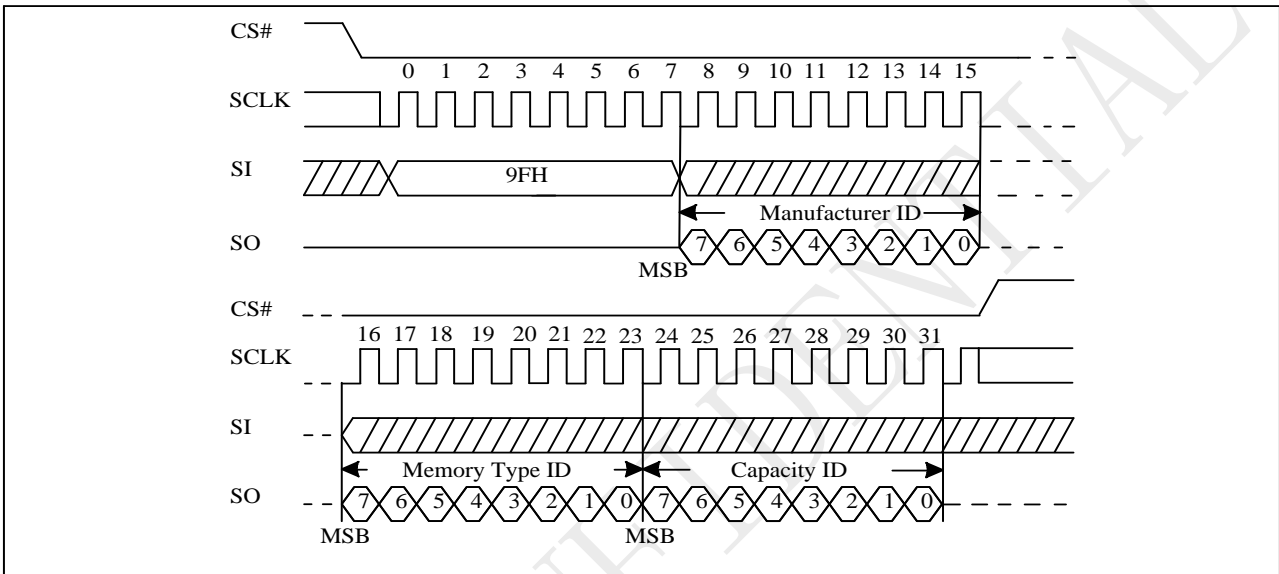 CS#
0 1 2 3 4 5 6 7 8 9 10 11 12 13 14 15
SCLK
SI
9FH
Manufacturer ID
SO
7 6 5 4 3 2 1 0
MSB
CS#
16 17 18 19 20 21 22 23 24 25 26 27 28 29 30 31
SCLK
SI
Memory Type ID Capacity ID
SO
7 6 5 4 3 2 1 0 7 6 5 4 3 2 1 0
MSB MSB